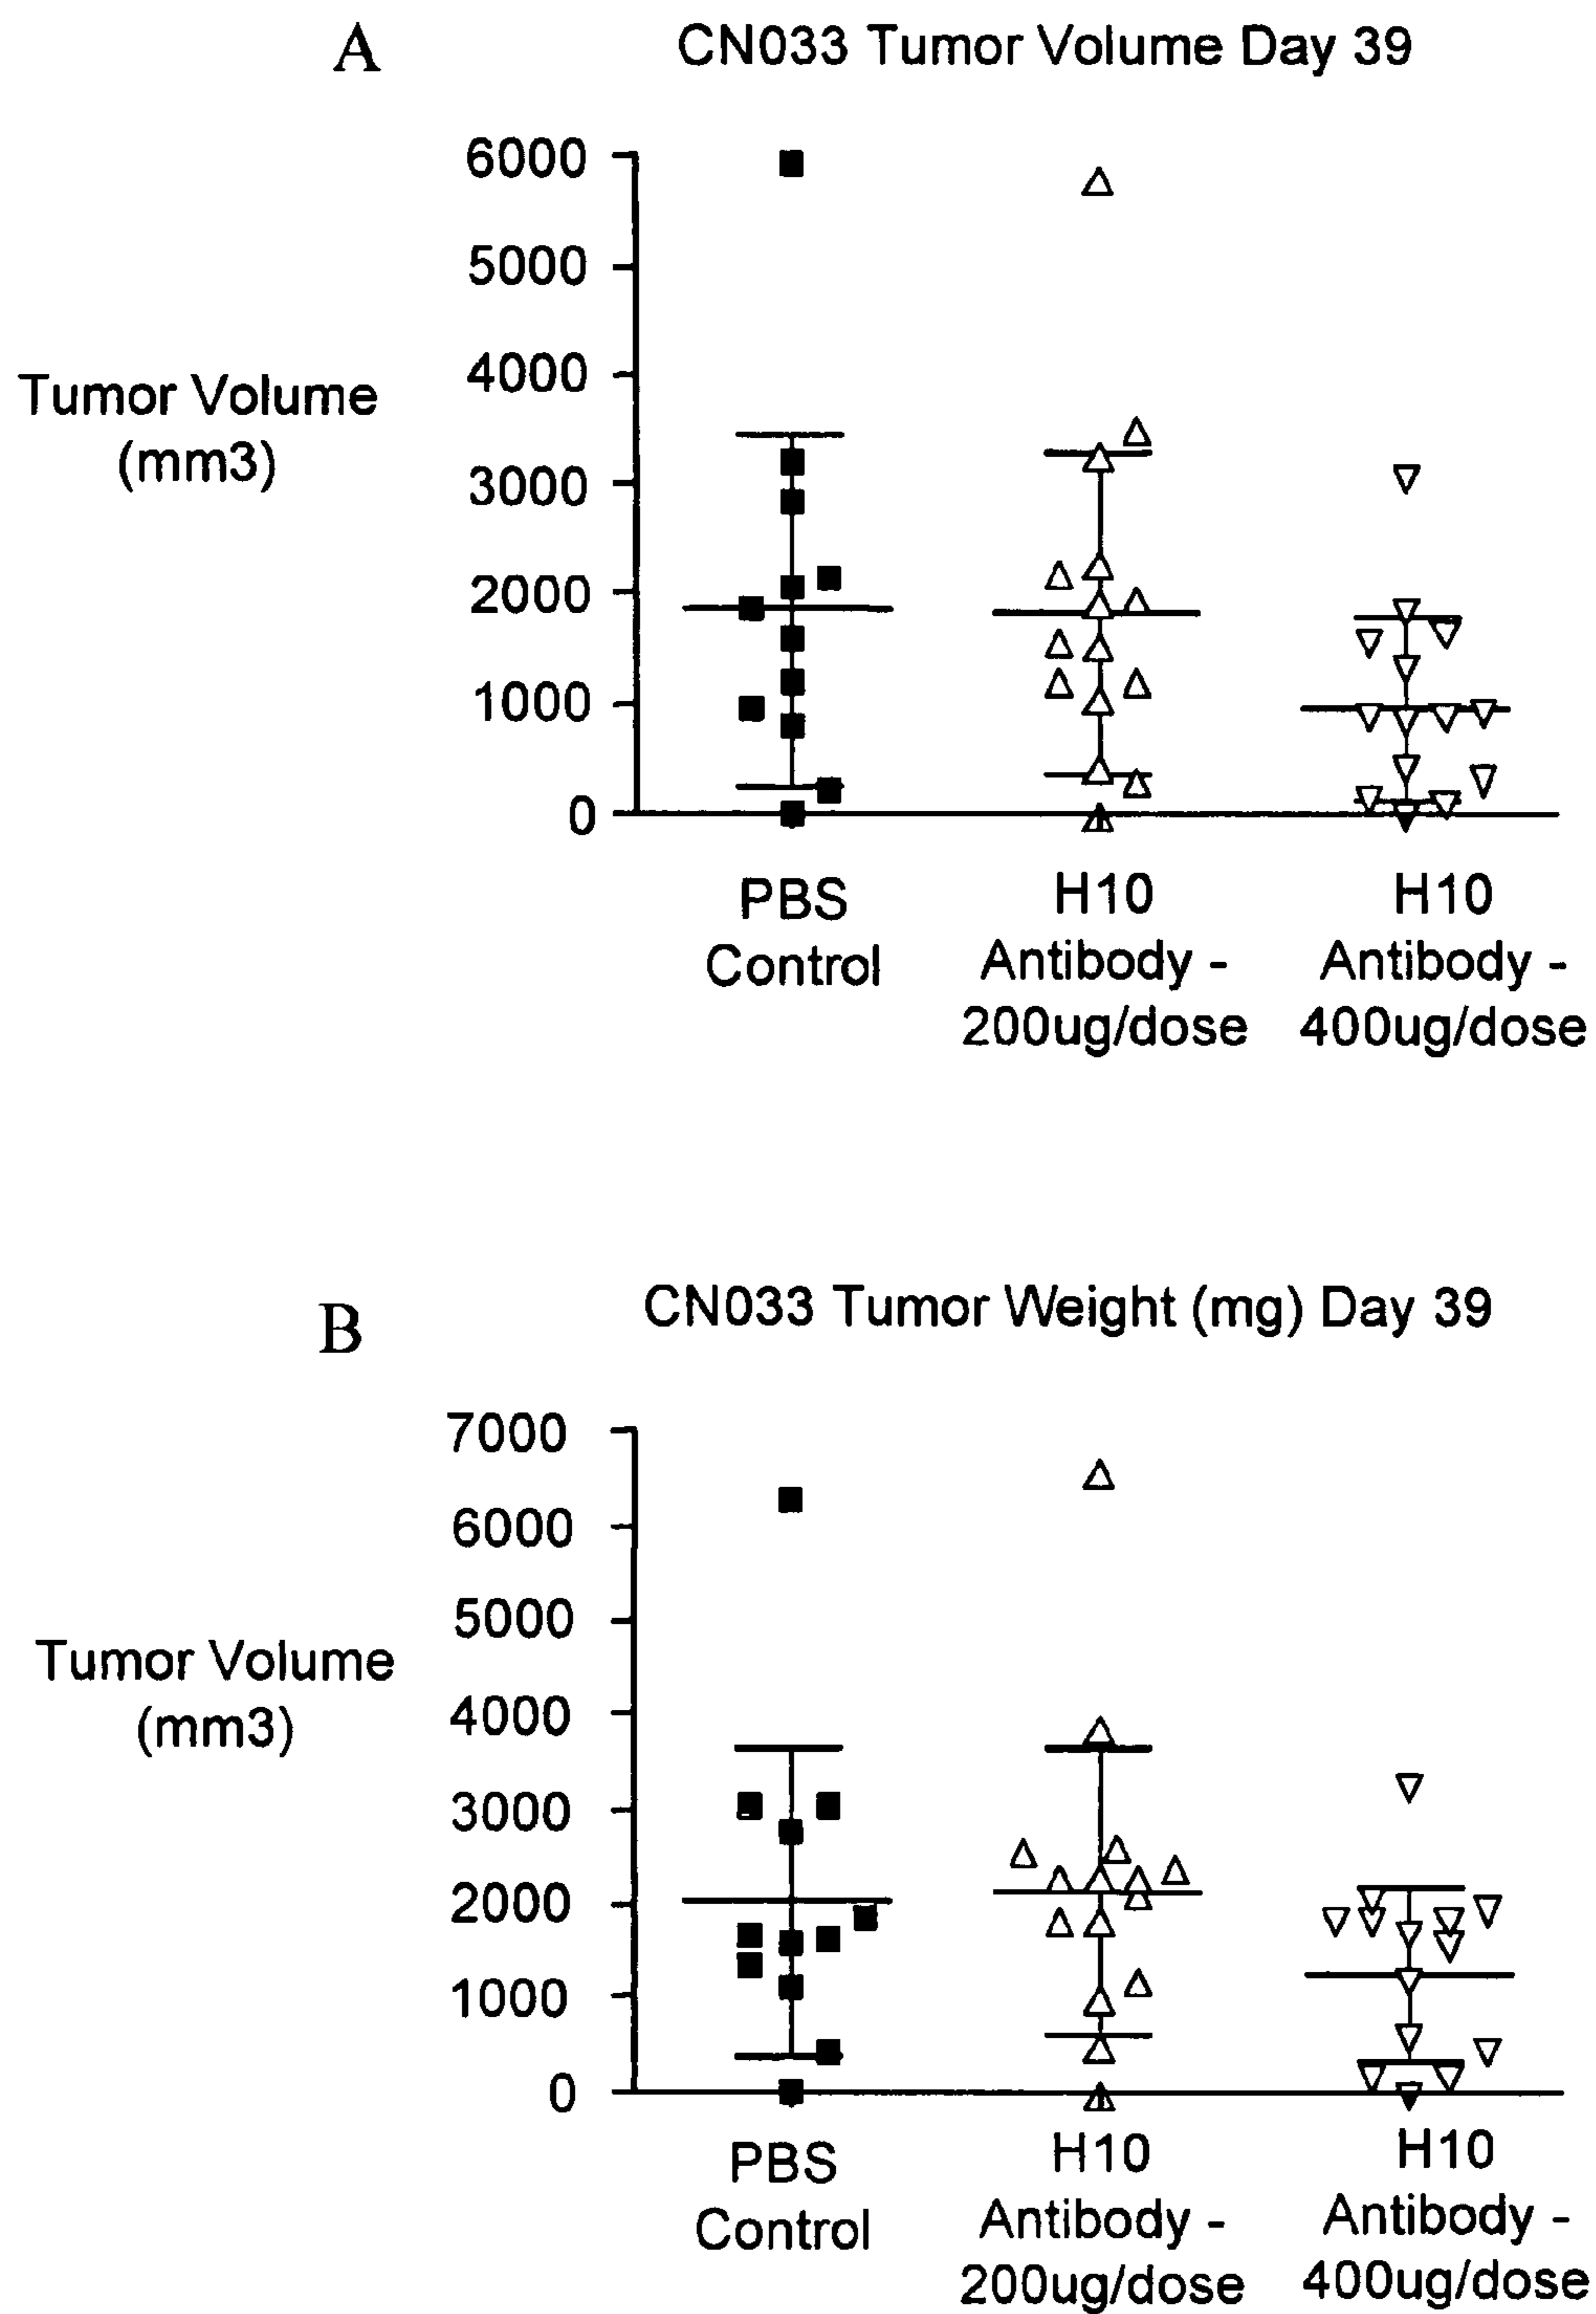 A
CN033 Tumor Volume Day 39
6000
5000
4000
3000
2000
1000
0
Tumor Volume
(mm3)
PBS
Control
H10
Antibody -
200ug/dose
H10
Antibody -
400ug/dose
B
CN033 Tumor Weight (mg) Day 39
7000
6000
5000
4000
3000
2000
1000
0
Tumor Volume
(mm3)
PBS
Control
H10
Antibody -
200ug/dose
H10
Antibody -
400ug/dose